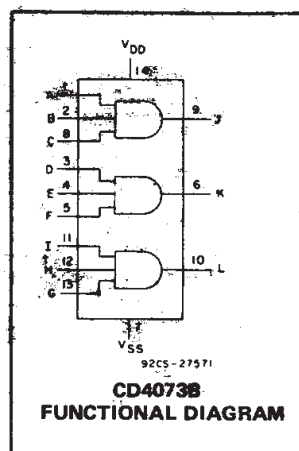 VDD
14
A
B 2 9 J
C 8
D 3
E 4 6 K
F 5
I 11
H 12 10 L
G 13
VSS
92CS-27571
CD4073B
FUNCTIONAL DIAGRAM